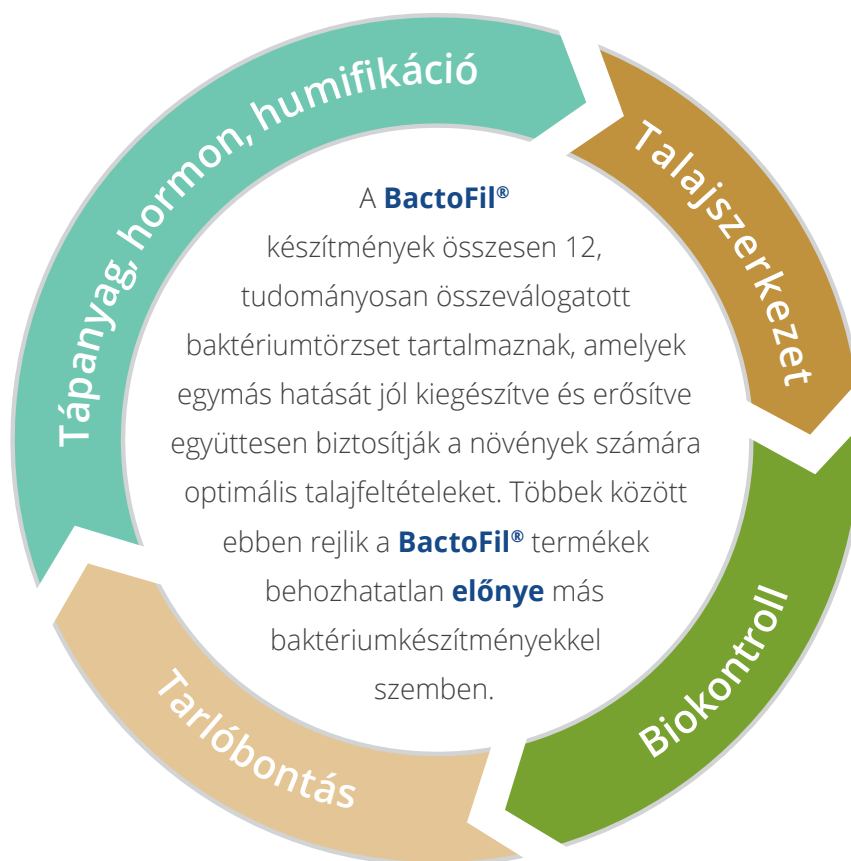 Tápanyag, hormon, humifikáció
Talajszerkezet
A BactoFil®
készítmények összesen 12,
tudományosan összeválogatott
baktériumtörzset tartalmaznak, amelyek
egymás hatását jól kiegészítve és erősítve
együttesen biztosítják a növények számára
optimális talajfeltételeket. Többek között
ebben rejlik a BactoFil® termékek
behozhatatlan előnye más
baktériumkészítményekkel
szemben.
Biokontroll
Tarlóbontás